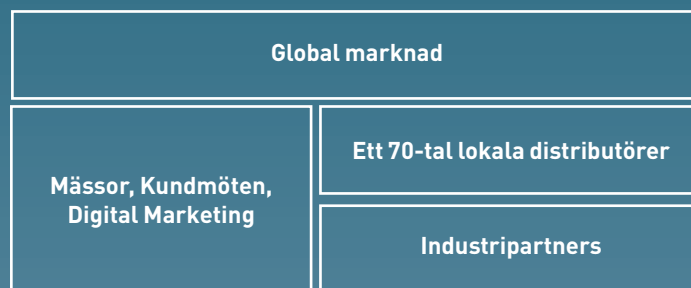 Global marknad
Mässor, Kundmöten,
Digital Marketing
Ett 70-tal lokala distributörer
Industripartners